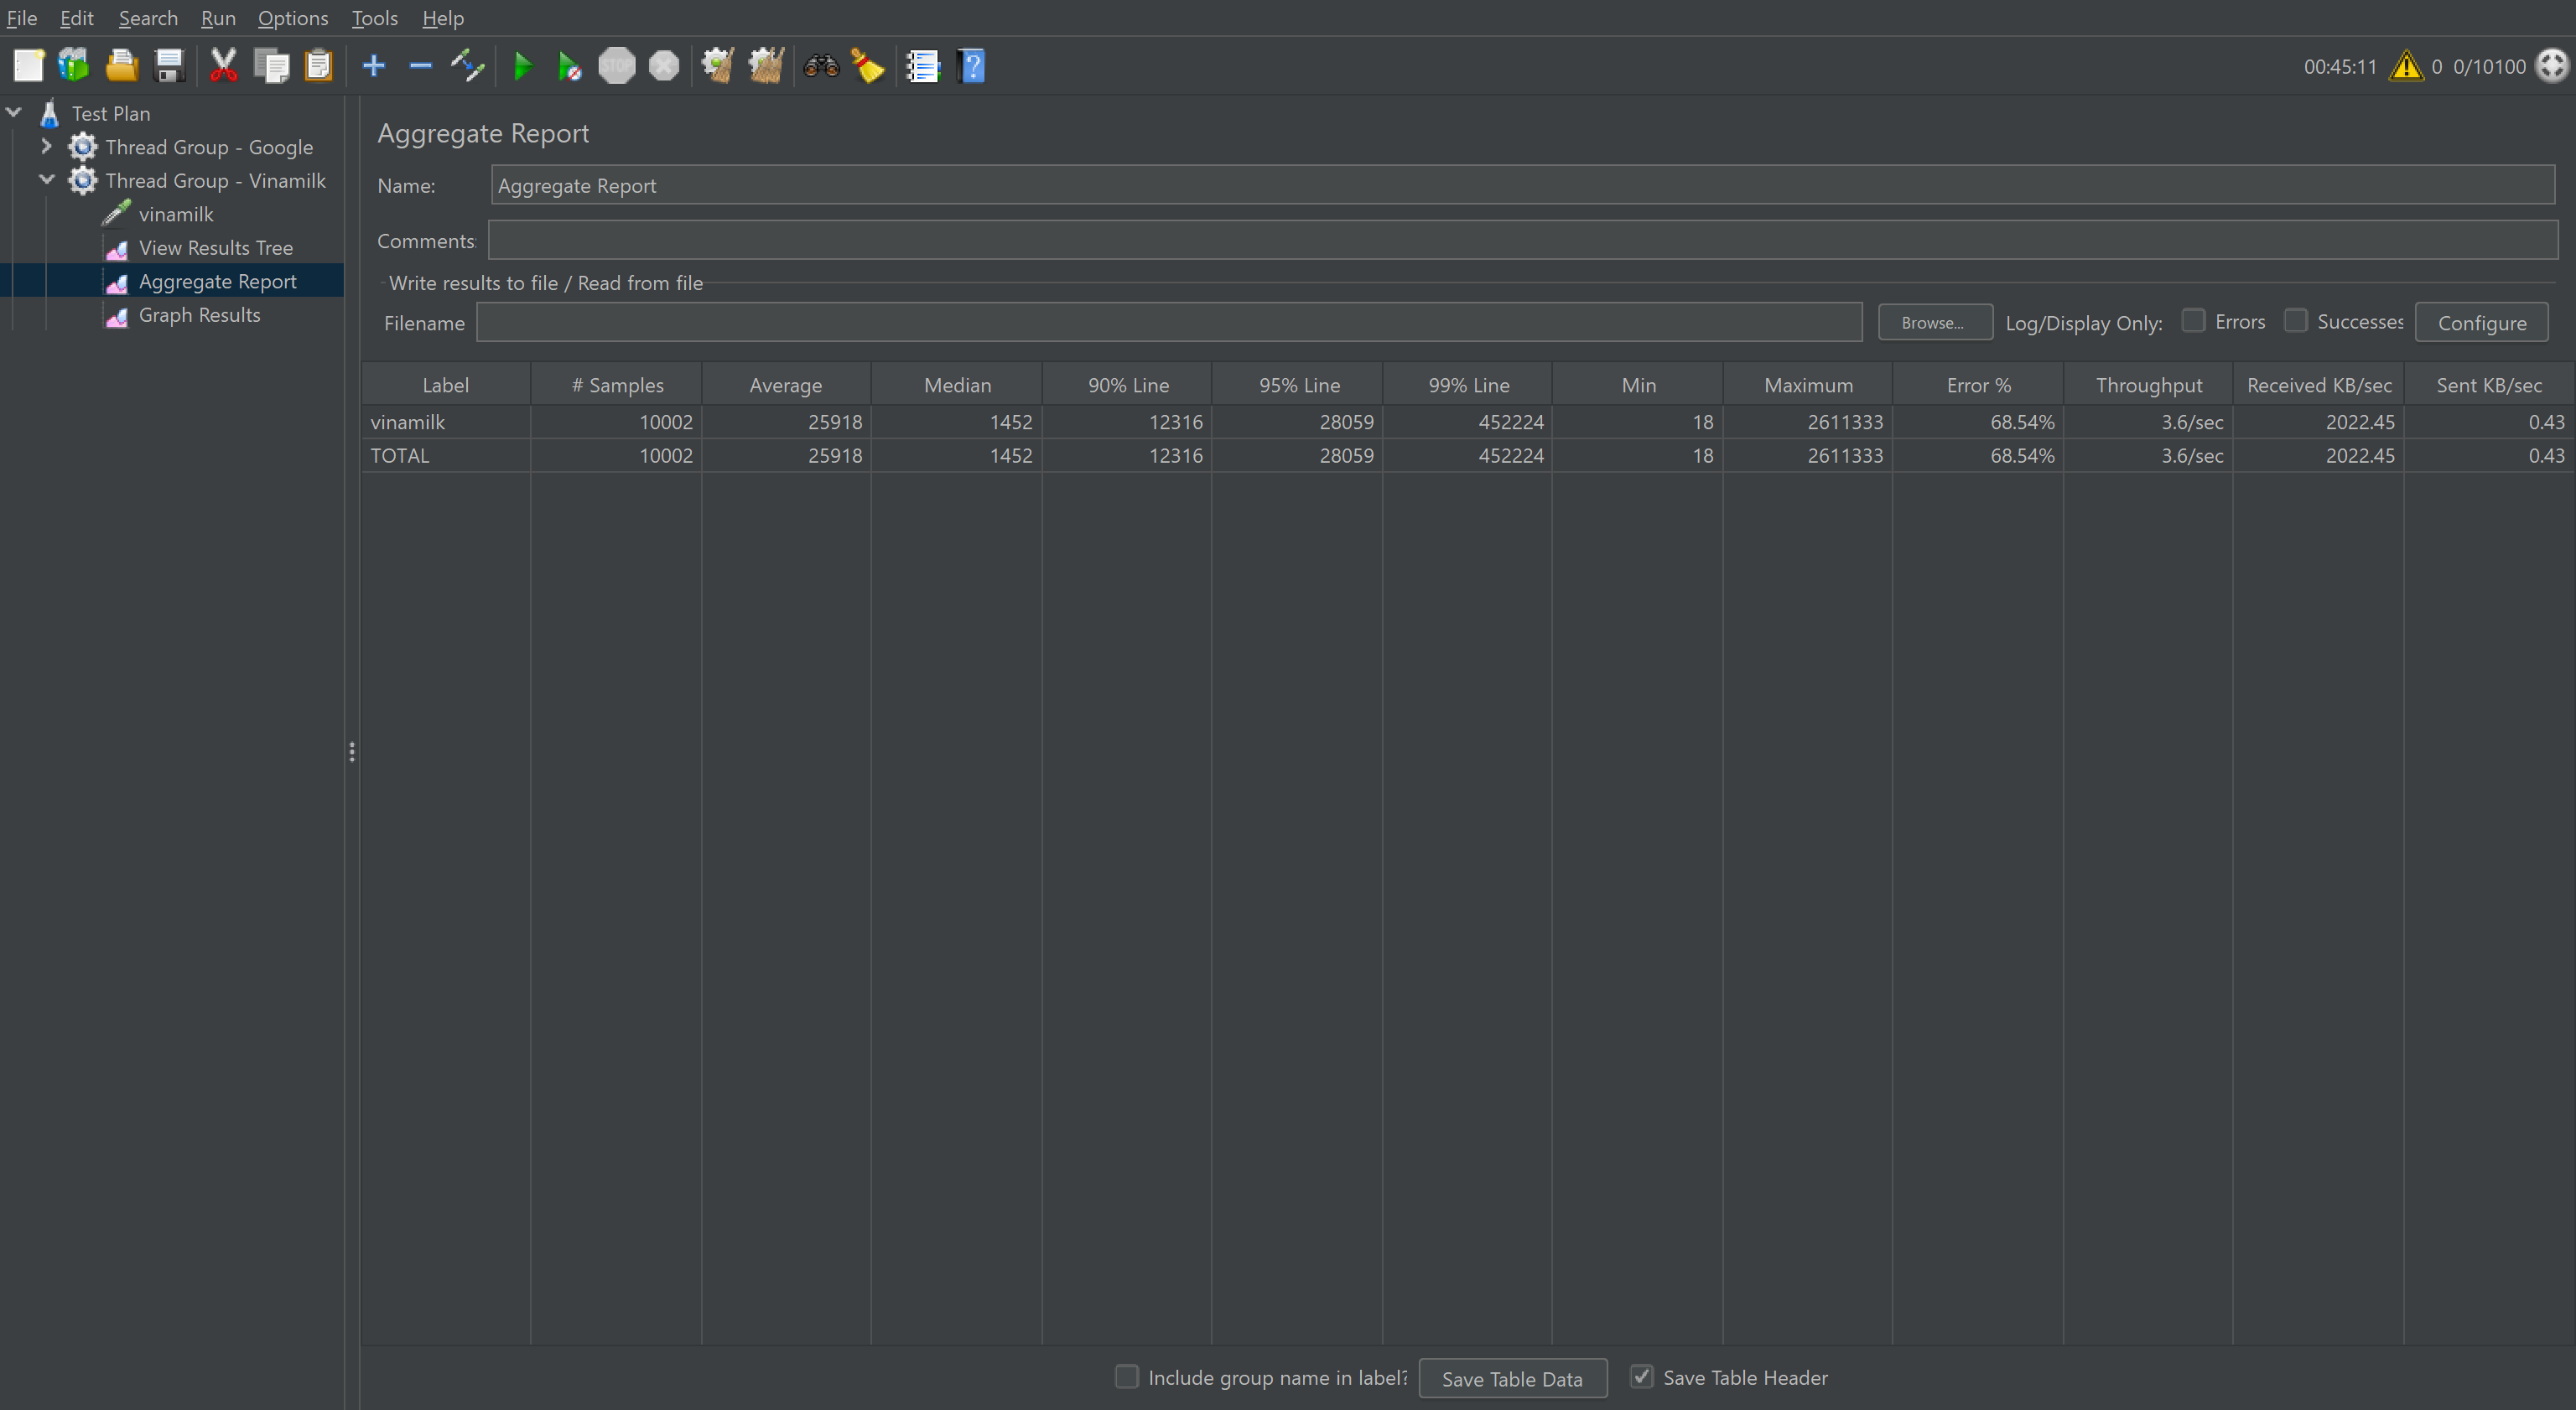 File Edit Search Run Options Tools Help
STOP
00:45:11 0 0/10100
Test Plan
Thread Group - Google
Thread Group - Vinamilk
vinamilk
View Results Tree
Aggregate Report
Graph Results
Aggregate Report
Name: Aggregate Report
Comments:
Write results to file / Read from file
Filename Browse... Log/Display Only: Errors Successes Configure
Label # Samples Average Median 90% Line 95% Line 99% Line Min Maximum Error % Throughput Received KB/sec Sent KB/sec
vinamilk 10002 25918 1452 12316 28059 452224 18 2611333 68.54% 3.6/sec 2022.45 0.43
TOTAL 10002 25918 1452 12316 28059 452224 18 2611333 68.54% 3.6/sec 2022.45 0.43
Include group name in label? Save Table Data Save Table Header